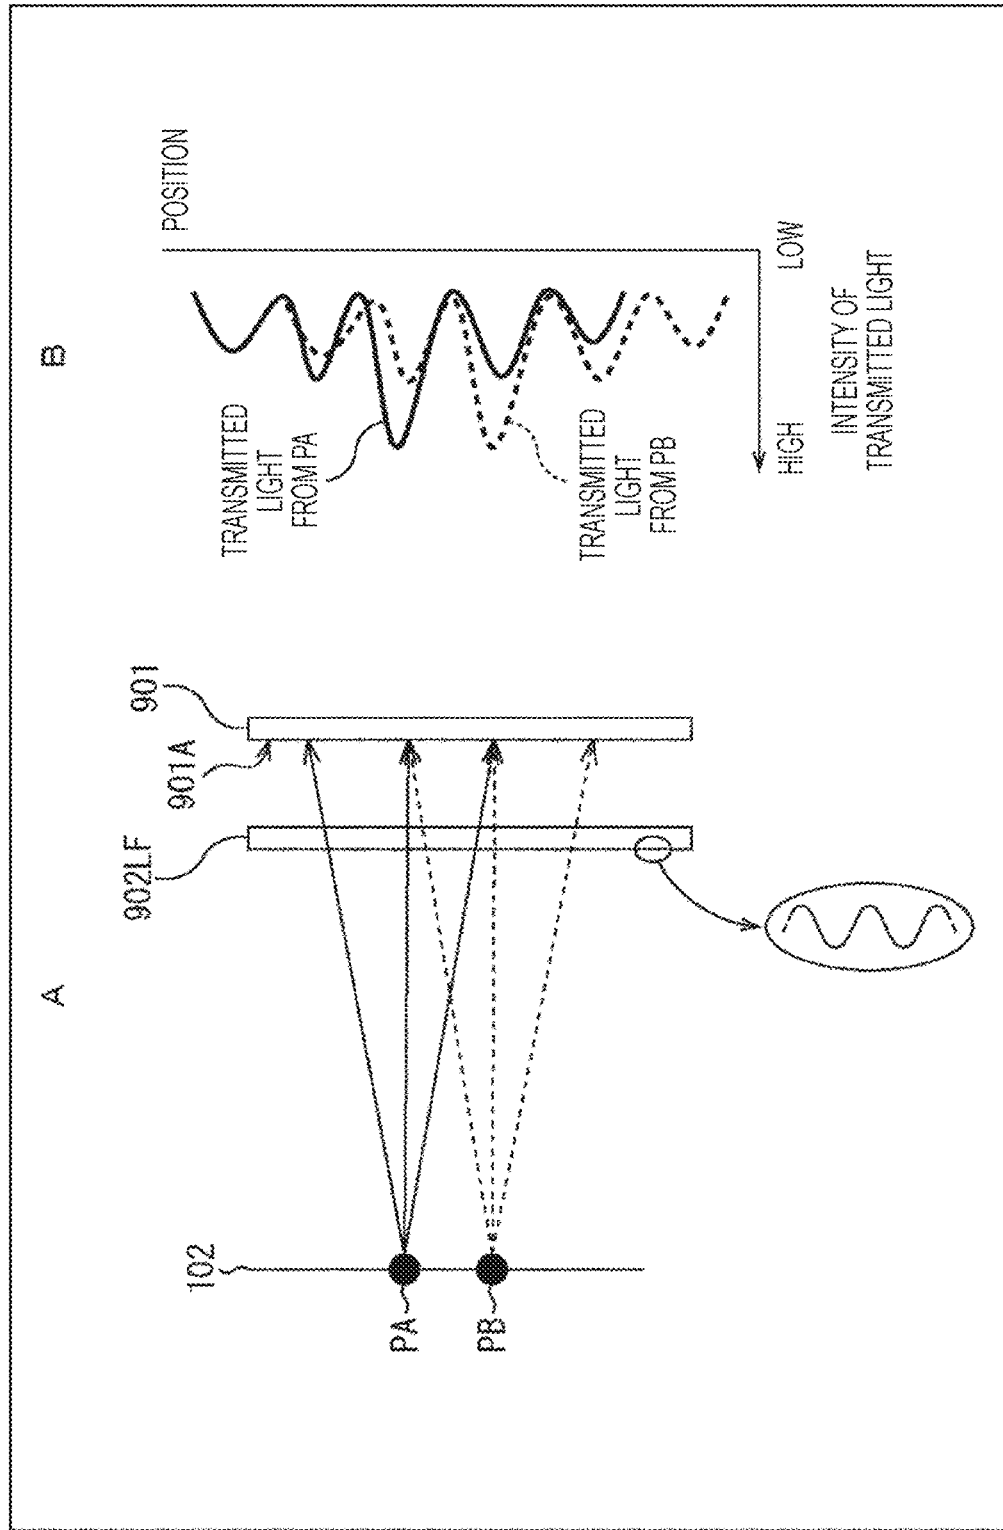 A
102
PA
PB
902LF
901A
901
B
TRANSMITTED
LIGHT
FROM PA
TRANSMITTED
LIGHT
FROM PB
POSITION
HIGH
LOW
INTENSITY OF
TRANSMITTED LIGHT